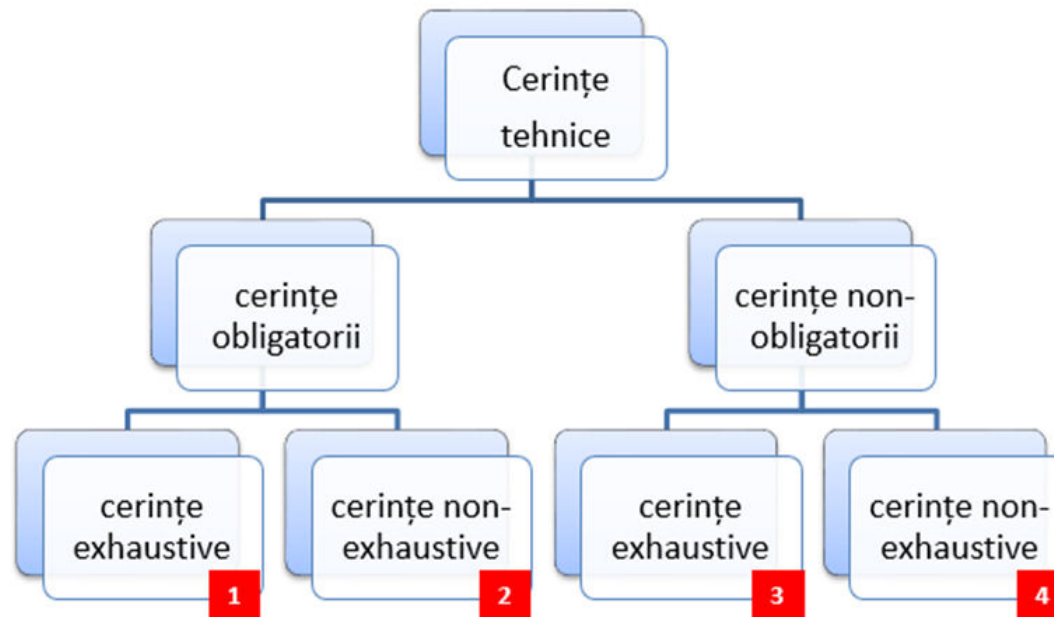 Cerințe
tehnice
cerințe
obligatorii
cerințe non-
obligatorii
cerințe
exhaustive
1
cerințe non-
exhaustive
2
cerințe
exhaustive
3
cerințe non-
exhaustive
4